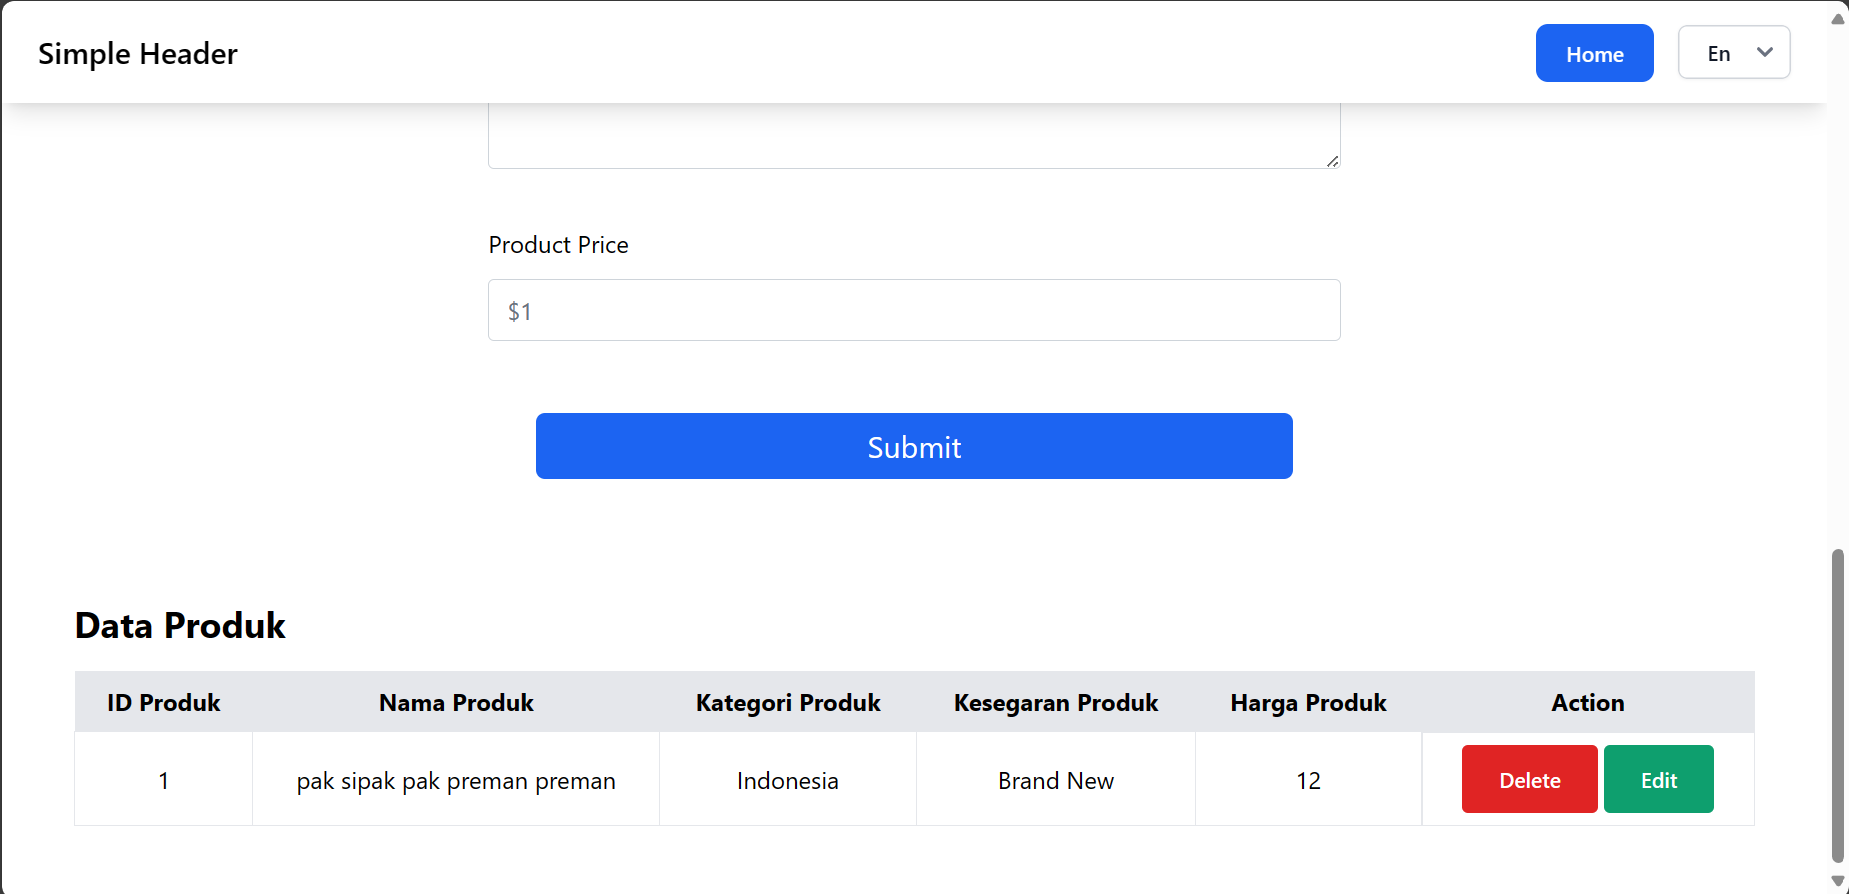 Simple Header Home En
Product Price
$1
Submit
Data Produk
ID Produk Nama Produk Kategori Produk Kesegaran Produk Harga Produk Action
1 pak sipak pak preman preman Indonesia Brand New 12 Delete Edit